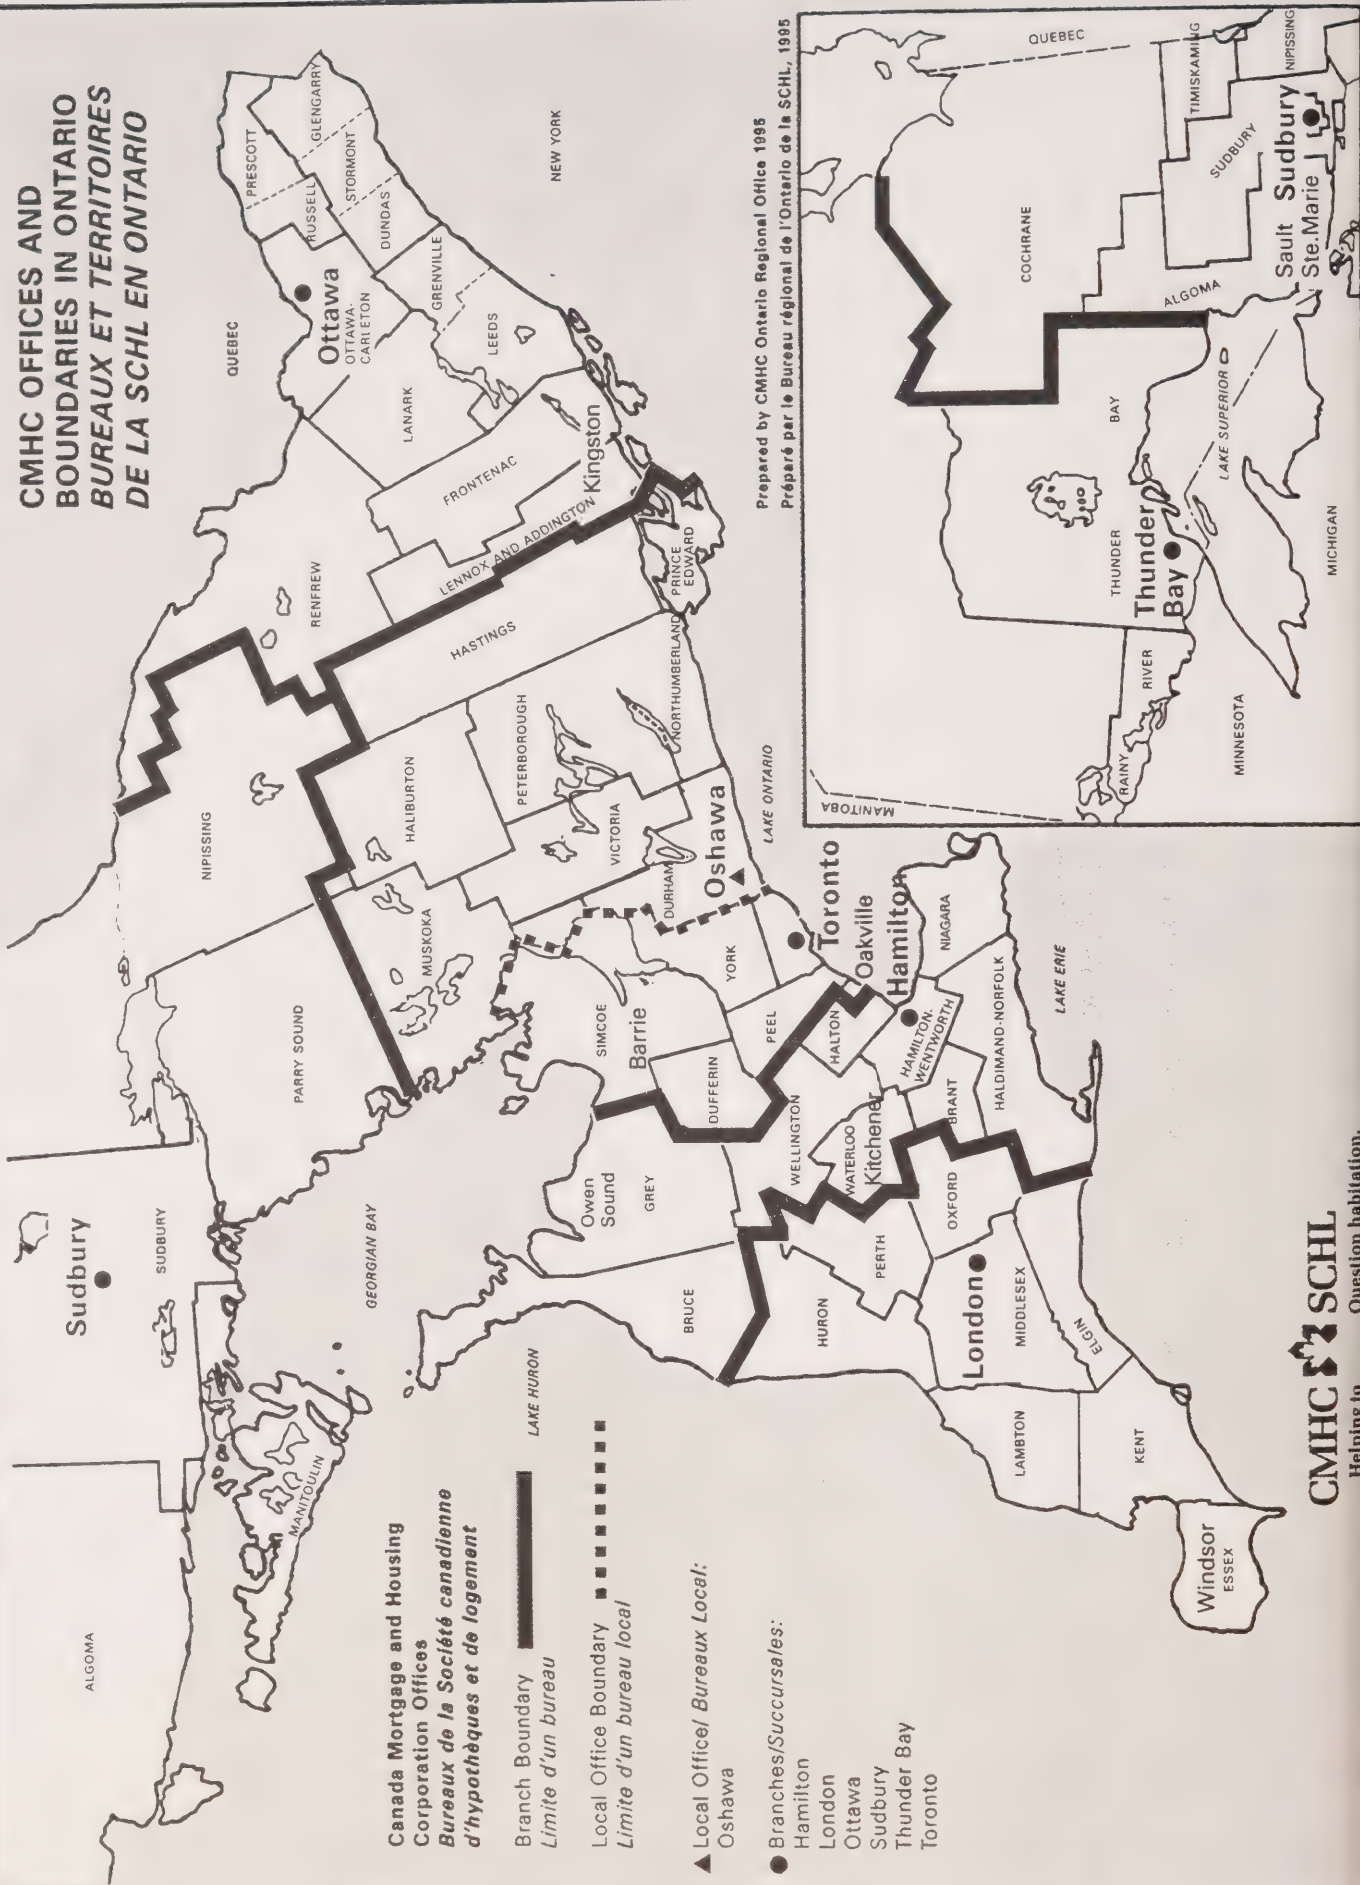 CMHC OFFICES AND
BOUNDARIES IN ONTARIO
BUREAUX ET TERRITOIRES
DE LA SCHL EN ONTARIO
ALGOMA
Sudbury
SUDBURY
MANITOULIN
PARRY SOUND
NIPISSING
GEORGIAN BAY
LAKE HURON
RENFREW
QUEBEC
PRESCOTT
GLENGARRY
RUSSELL
STORMONT
DUNDAS
Ottawa
OTTAWA-
CARLETON
GRENVILLE
LEEDS
LANARK
FRONTENAC
Kingston
LENNOX AND ADDINGTON
HASTINGS
PRINCE
EDWARD
NEW YORK
HALIBURTON
PETERBOROUGH
NORTHUMBERLAND
VICTORIA
MUSKOKA
DURHAM
Oshawa
LAKE ONTARIO
SIMCOE
Barrie
YORK
Toronto
PEEL
Oakville
DUFFERIN
HALTON
Hamilton
HAMILTON-
WENTWORTH
NIAGARA
Owen
Sound
GREY
WELLINGTON
WATERLOO
Kitchener
BRANT
HALDIMAND-NORFOLK
LAKE ERIE
BRUCE
HURON
PERTH
OXFORD
London
MIDDLESEX
ELGIN
LAMBTON
KENT
Windsor
ESSEX
Canada Mortgage and Housing
Corporation Offices
Bureaux de la Société canadienne
d'hypothèques et de logement
Branch Boundary
Limite d'un bureau
Local Office Boundary
Limite d'un bureau local
Local Office/ Bureaux Local:
Oshawa
Branches/Succursales:
Hamilton
London
Ottawa
Sudbury
Thunder Bay
Toronto
Prepared by CMHC Ontario Regional Office 1995
Préparé par le Bureau régional de l'Ontario de la SCHL, 1995
MANITOBA
QUEBEC
COCHRANE
TIMISKAMING
NIPISSING
SUDBURY
Sudbury
Sault
Ste.Marie
ALGOMA
THUNDER
BAY
Thunder
Bay
RAINY
RIVER
LAKE SUPERIOR
MINNESOTA
MICHIGAN
CMHC SCHL
Helping to
Question habitation,